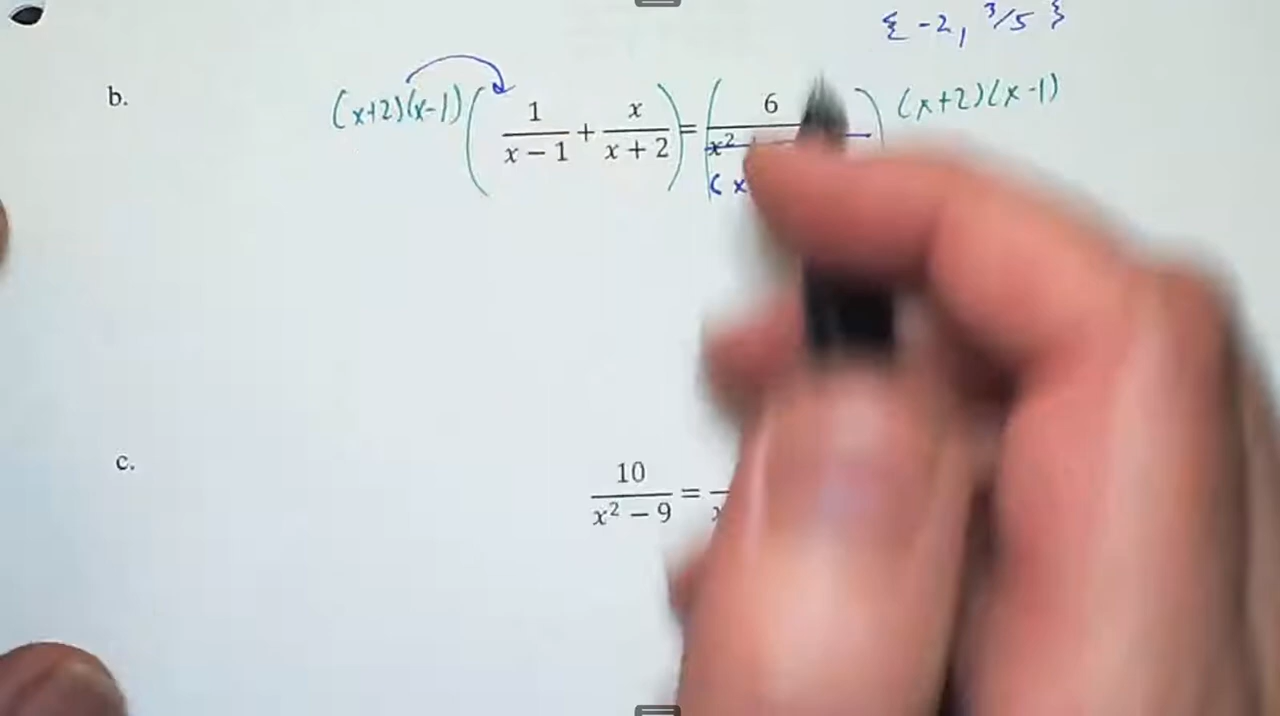 { -2, 3/5 }
b. (x+2)(x-1) ( 1/(x − 1) + x/(x + 2) ) = ( 6/x² ) (x+2)(x-1)
(x
c. 10/(x² − 9) =